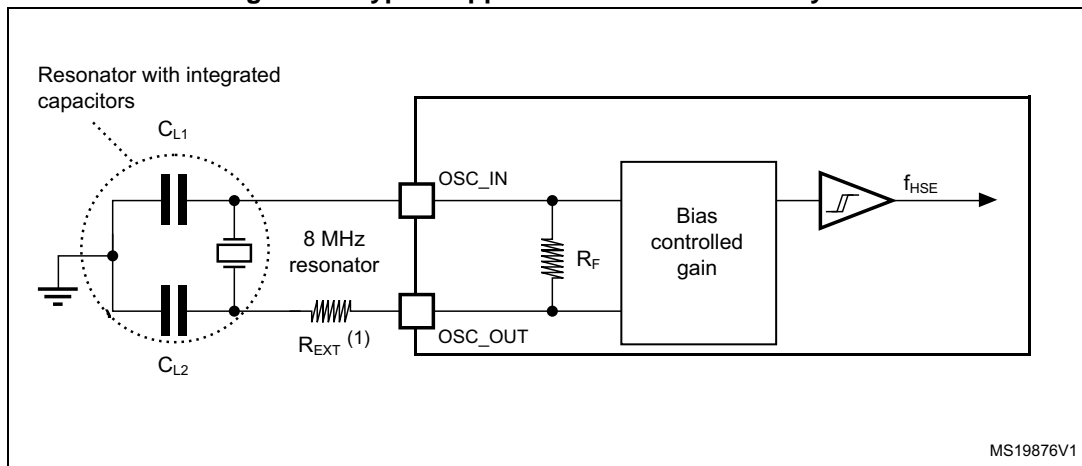 Resonator with integrated
capacitors
CL1
OSC_IN
fHSE
8 MHz
resonator
RF
Bias
controlled
gain
REXT (1)
OSC_OUT
CL2
MS19876V1